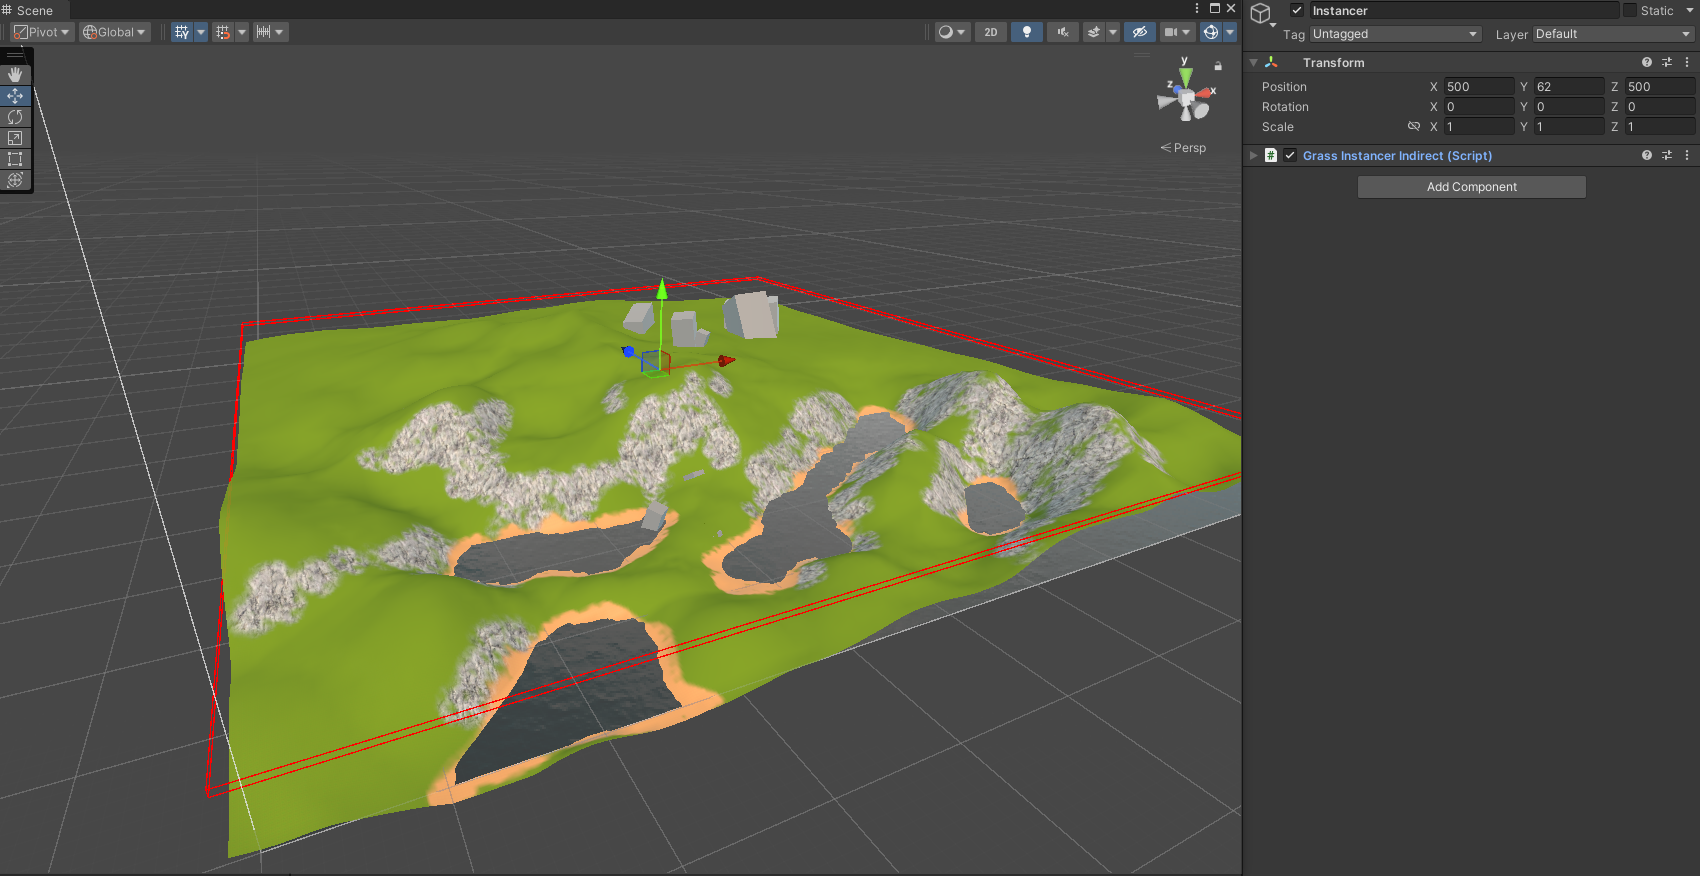 Scene
Pivot
Global
2D
y
z
x
Persp
Instancer
Static
Tag
Untagged
Layer
Default
Transform
Position
X
500
Y
62
Z
500
Rotation
X
0
Y
0
Z
0
Scale
X
1
Y
1
Z
1
#
Grass Instancer Indirect (Script)
Add Component